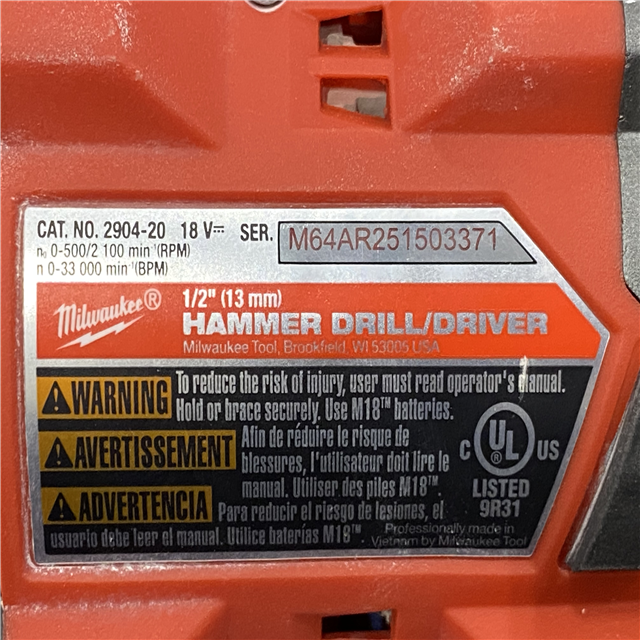 CAT. NO. 2904-20 18 V⎓ SER. M64AR251503371
n₀ 0-500/2 100 min⁻¹(RPM)
n 0-33 000 min⁻¹(BPM)
Milwaukee® 1/2" (13 mm)
HAMMER DRILL/DRIVER
Milwaukee Tool, Brookfield, WI 53005 USA
WARNING To reduce the risk of injury, user must read operator's manual.
Hold or brace securely. Use M18™ batteries.
AVERTISSEMENT Afin de réduire le risque de
blessures, l'utilisateur doit lire le
manual. Utiliser des piles M18™.
ADVERTENCIA Para reducir el riesgo de lesiones, el
usuario debe leer el manual. Utilice baterías M18™
C UL® US
LISTED
9R31
Professionally made in
Vietnam by Milwaukee Tool